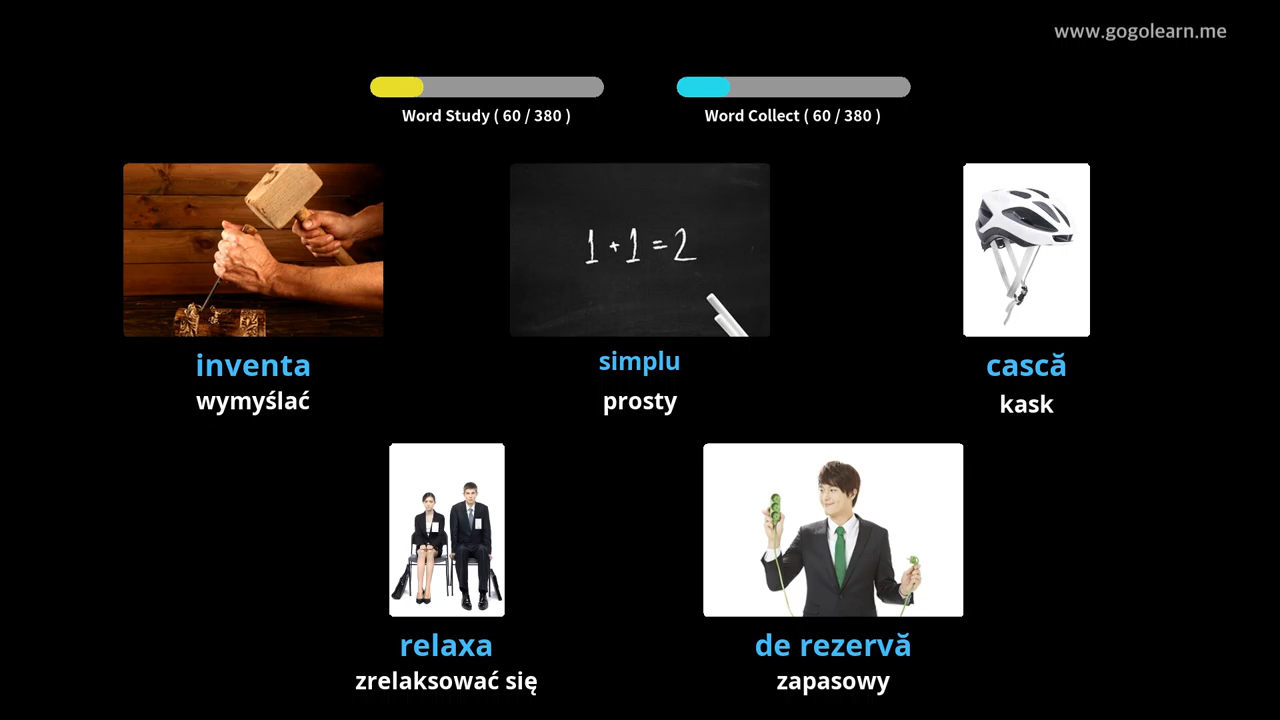 www.gogolearn.me
Word Study ( 60 / 380 )
Word Collect ( 60 / 380 )
1 + 1 = 2
inventa
wymyślać
simplu
prosty
cască
kask
relaxa
zrelaksować się
de rezervă
zapasowy